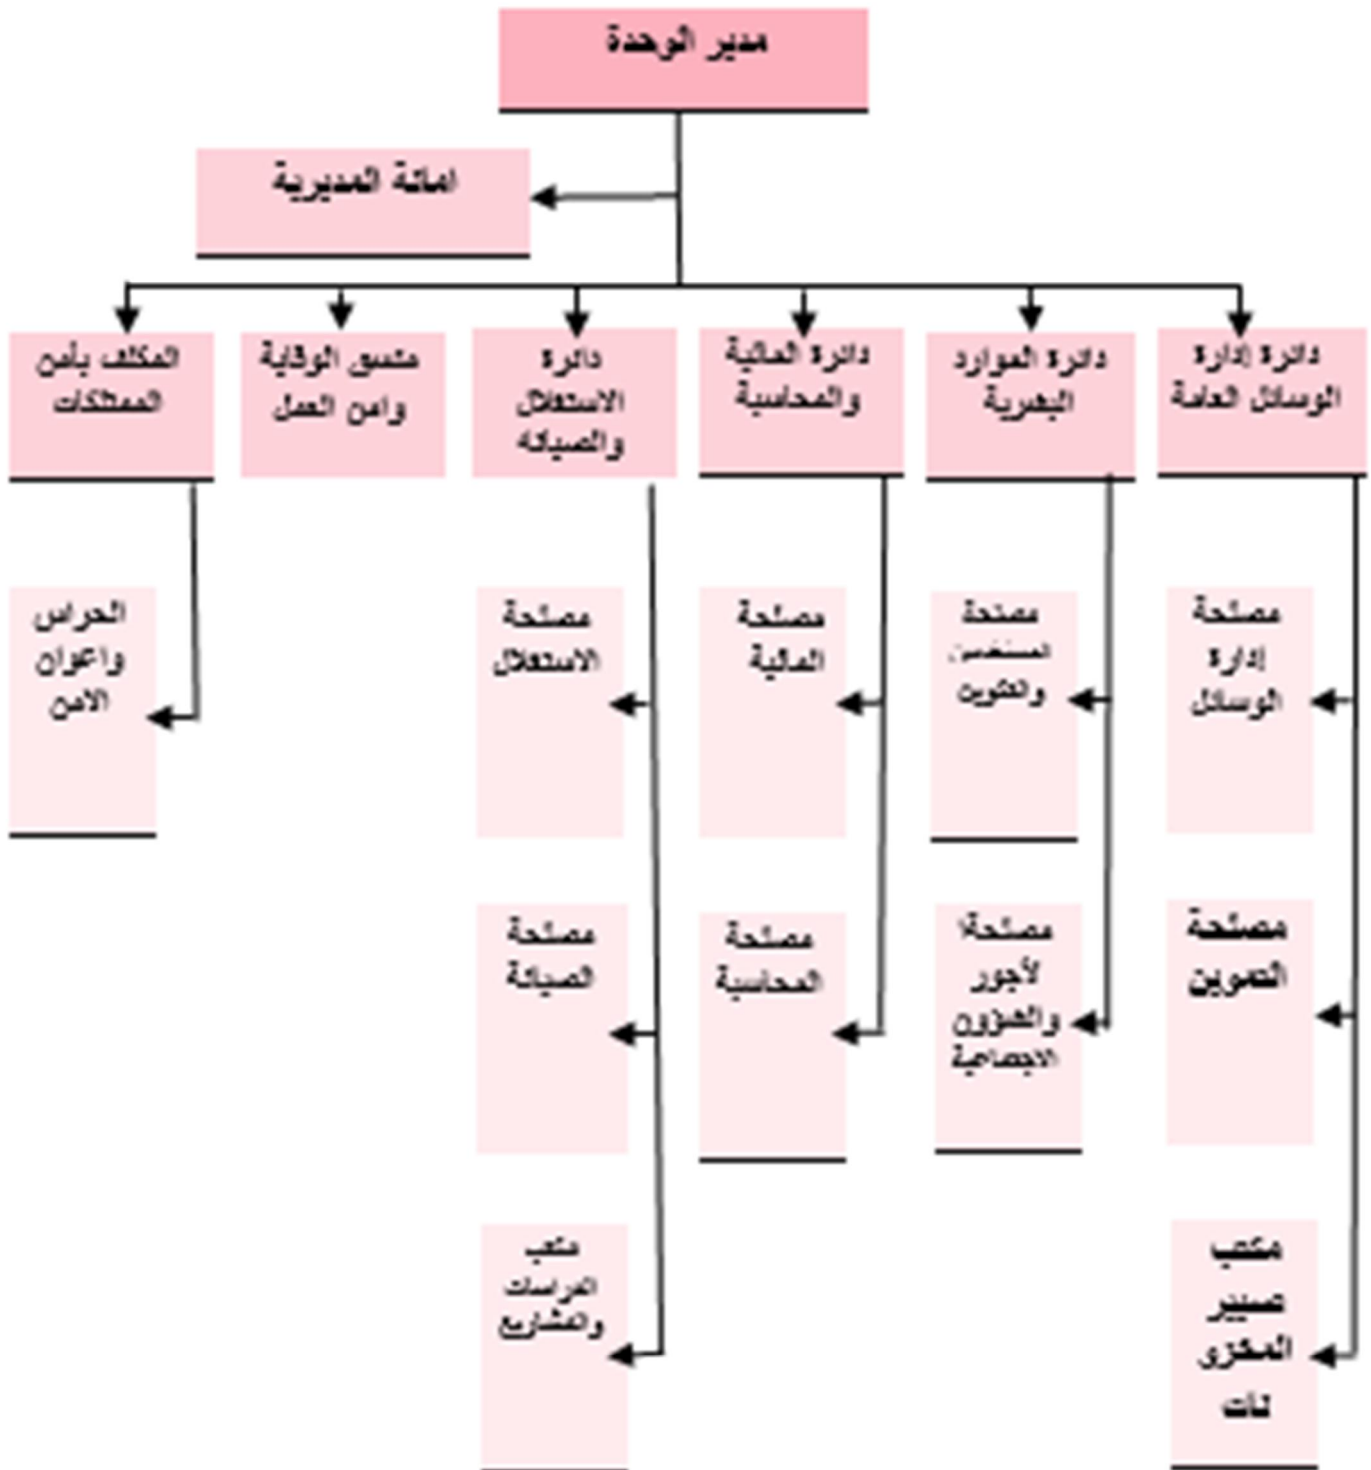 مدير الوحدة
امانة المديرية
دائرة إدارة
الوسائل العامة
دائرة الموارد
البشرية
دائرة المالية
والمحاسبة
دائرة
الاستغلال
والصيانة
منسق الوقاية
وامن العمل
المكلف بأمن
الممتلكات
مصلحة
إدارة
الوسائل
مصلحة
المستخدمين
والتكوين
مصلحة
المالية
مصلحة
الاستغلال
الحراس
واعوان
الامن
مصلحة
التموين
مصلحة ا
لأجور
والشؤون
الاجتماعية
مصلحة
المحاسبة
مصلحة
الصيانة
مكتب
تسيير
المخزو
نات
مكتب
الدراسات
والمشاريع